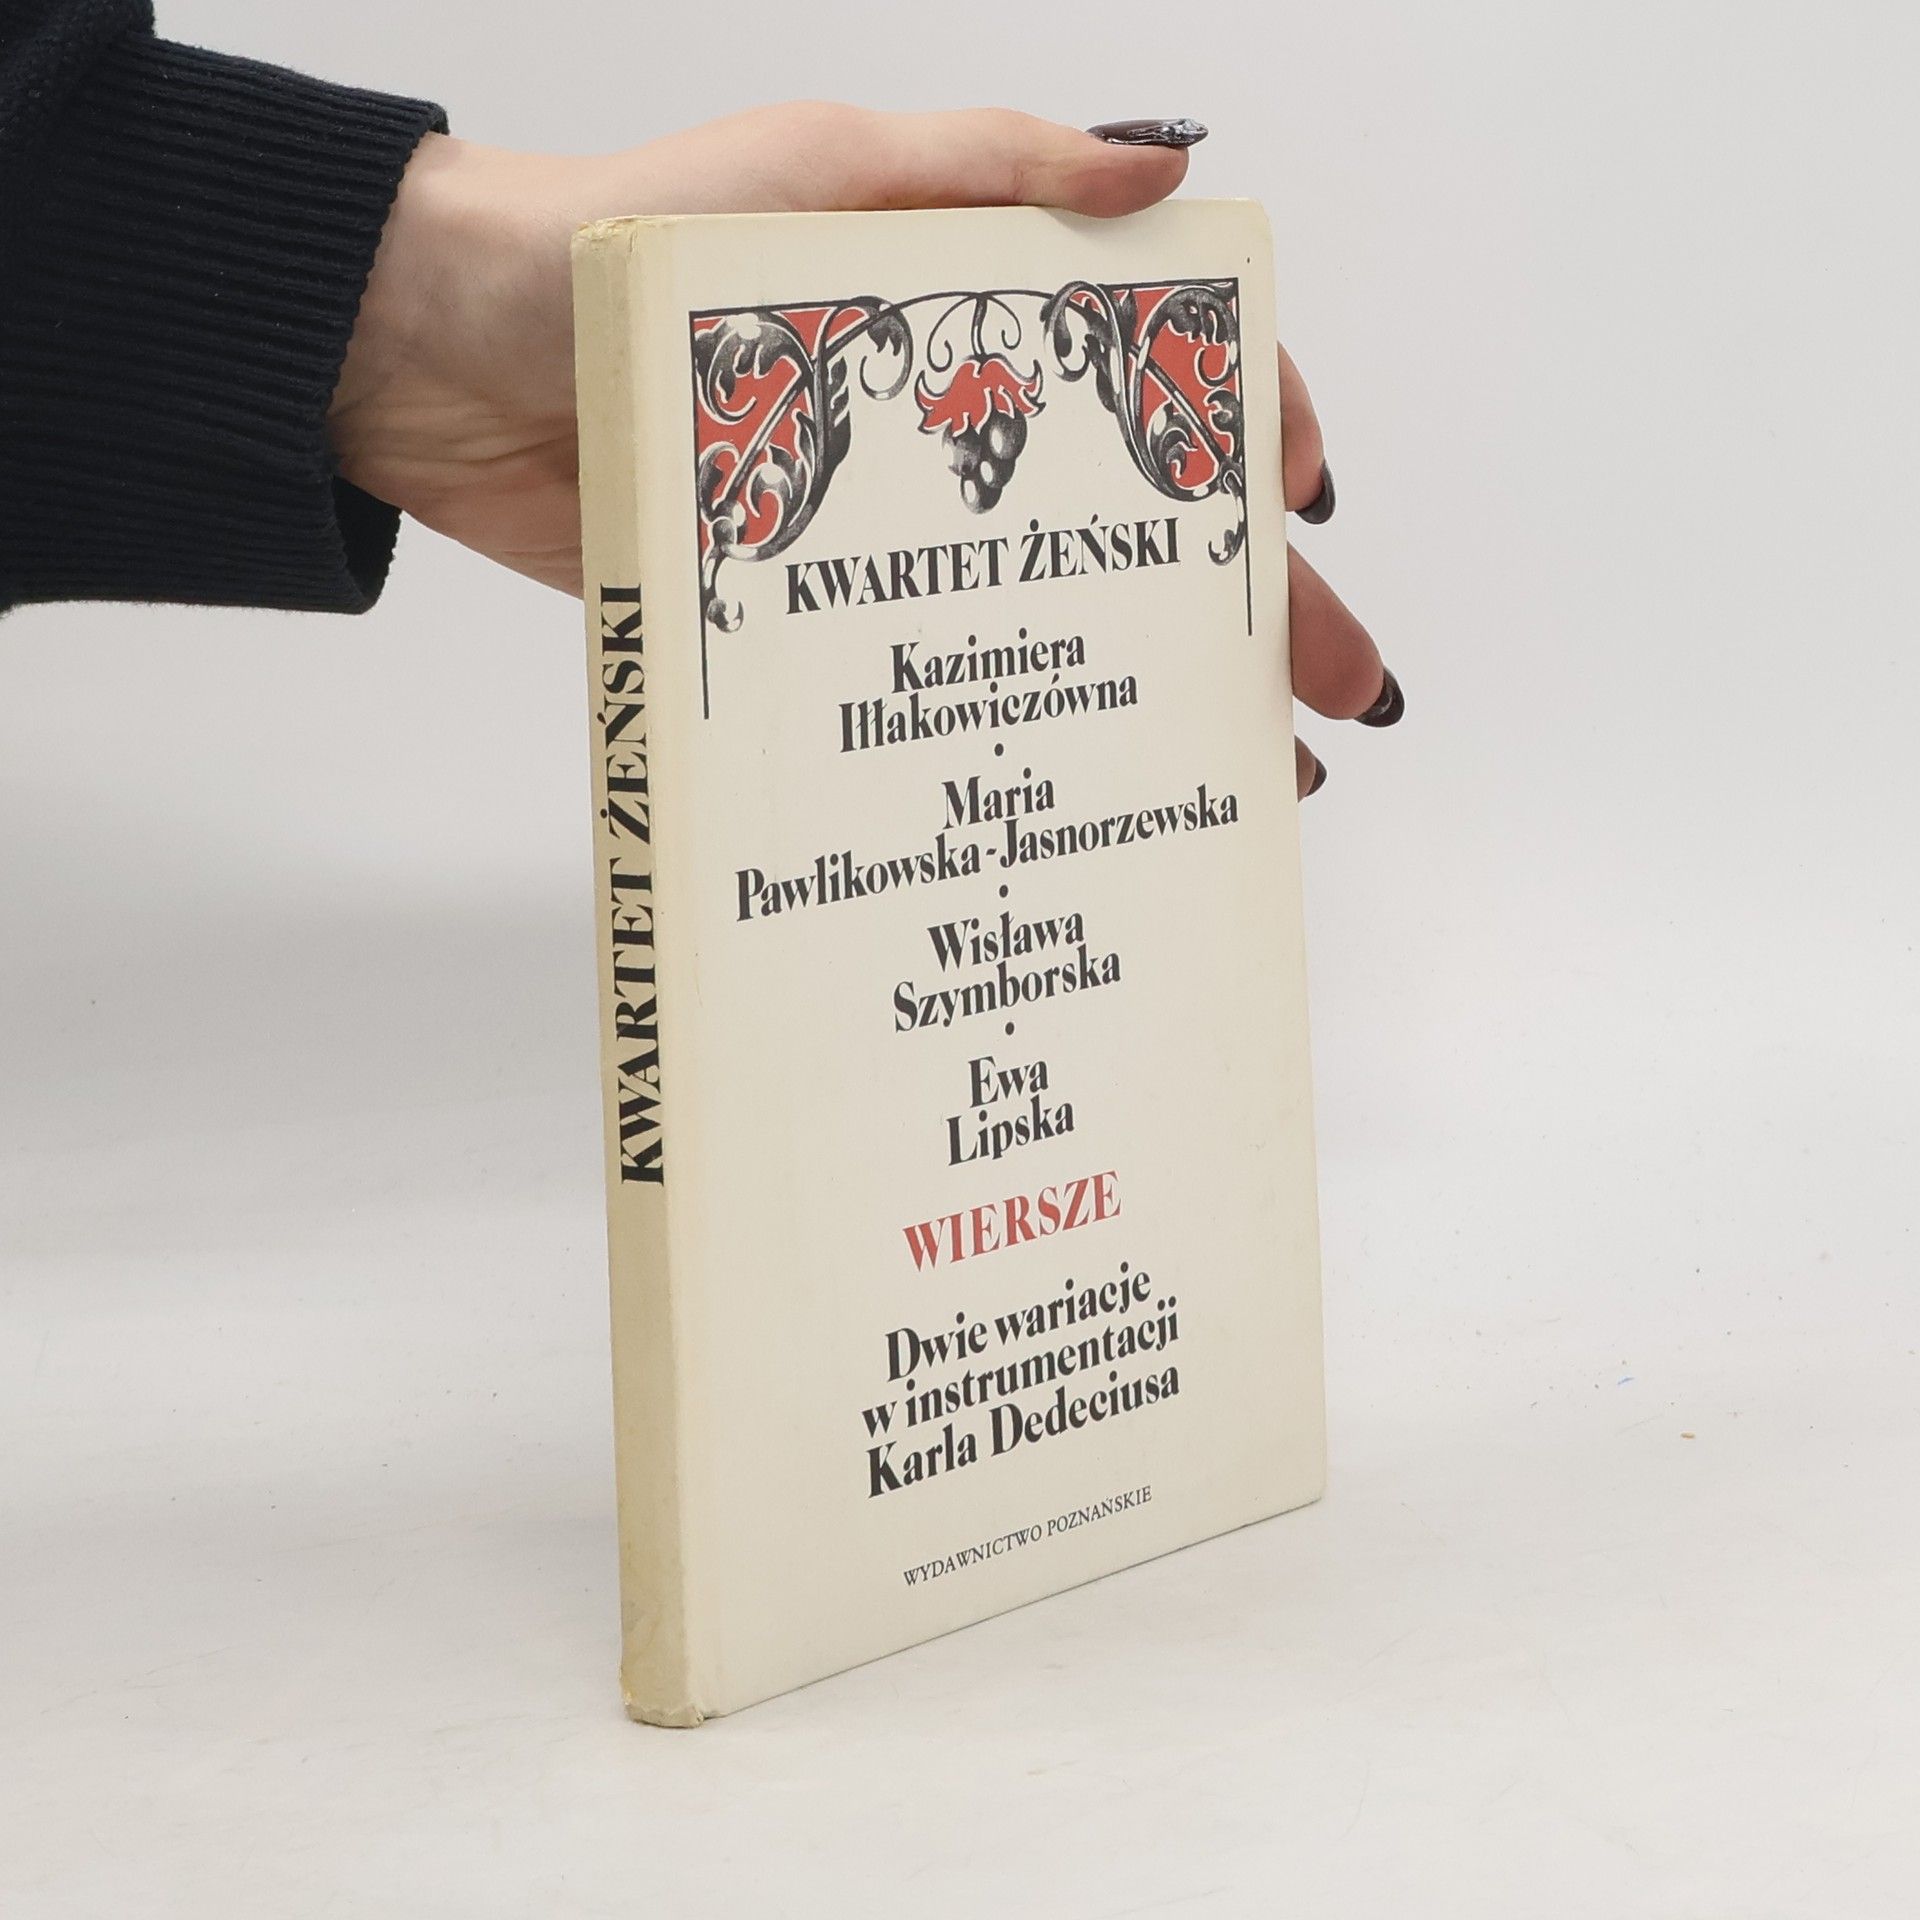 KWARTET ŻEŃSKI
KWARTET ŻEŃSKI
Kazimiera
Iłłakowiczówna
•
Maria
Pawlikowska-Jasnorzewska
•
Wisława
Szymborska
•
Ewa
Lipska
WIERSZE
Dwie wariacje
w instrumentacji
Karla Dedeciusa
WYDAWNICTWO POZNAŃSKIE